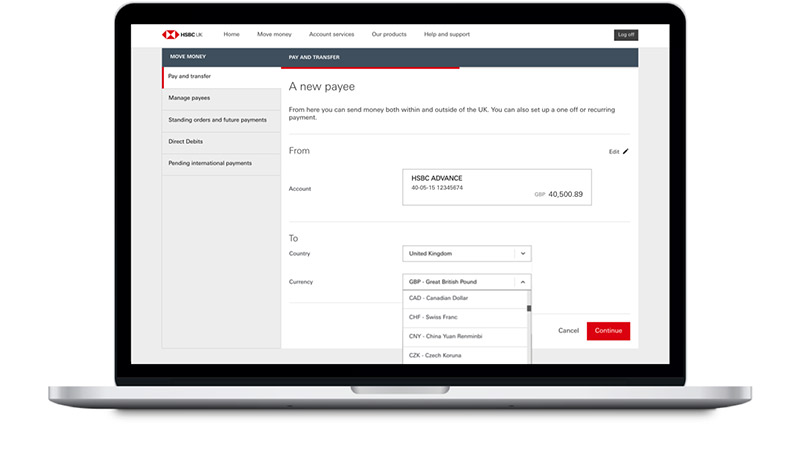 HSBC UK
Home Move money Account services Our products Help and support Log off
MOVE MONEY
Pay and transfer
Manage payees
Standing orders and future payments
Direct Debits
Pending international payments
PAY AND TRANSFER
A new payee
From here you can send money both within and outside of the UK. You can also set up a one off or recurring
payment.
From
Edit
Account
HSBC ADVANCE
40-05-15 12345674
GBP 40,500.89
To
Country
United Kingdom
Currency
GBP - Great British Pound
CAD - Canadian Dollar
CHF - Swiss Franc
CNY - China Yuan Renminbi
CZK - Czech Koruna
Cancel
Continue